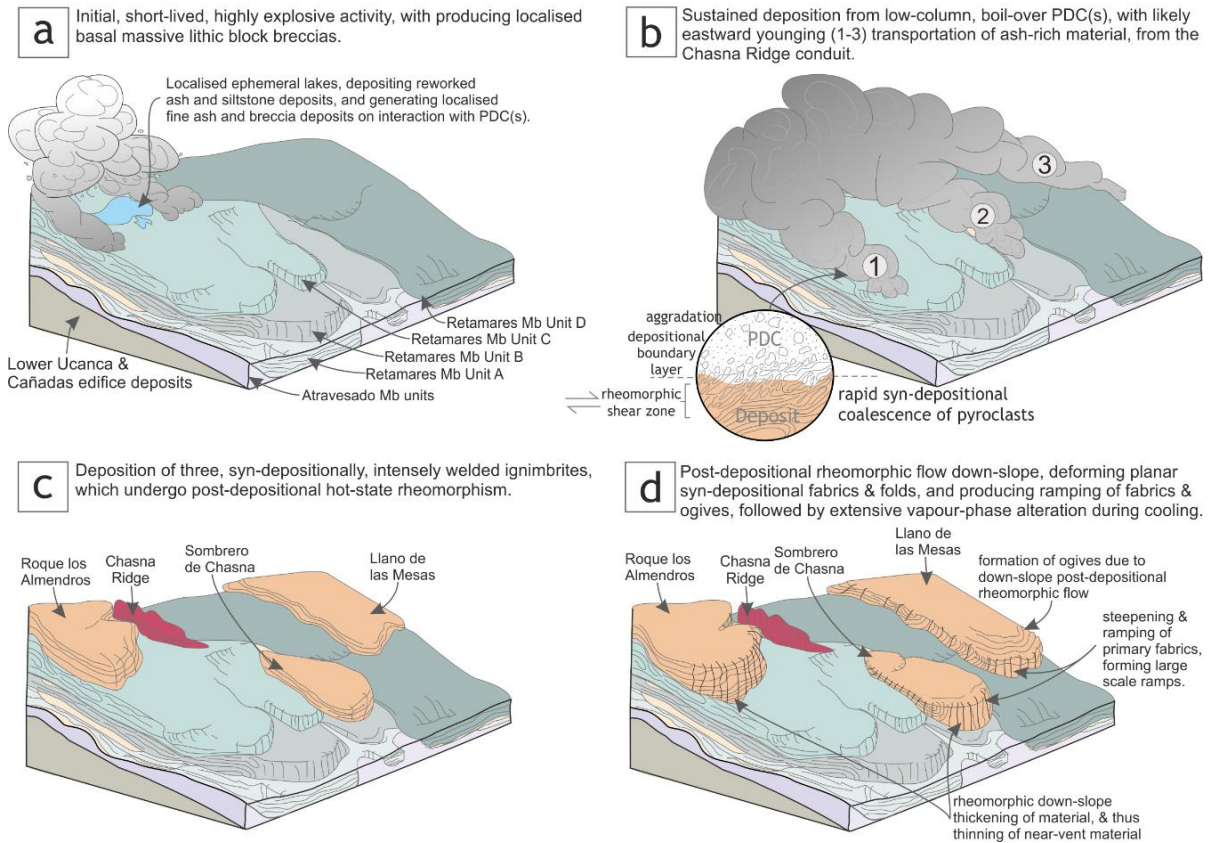 a
Initial, short-lived, highly explosive activity, with producing localised
basal massive lithic block breccias.
Localised ephemeral lakes, depositing reworked
ash and siltstone deposits, and generating localised
fine ash and breccia deposits on interaction with PDC(s).
Retamares Mb Unit D
Retamares Mb Unit C
Retamares Mb Unit B
Retamares Mb Unit A
Atravesado Mb units
Lower Ucanca &
Cañadas edifice deposits
b
Sustained deposition from low-column, boil-over PDC(s), with likely
eastward younging (1-3) transportation of ash-rich material, from the
Chasna Ridge conduit.
3
2
1
aggradation
depositional
boundary
layer
PDC
rheomorphic
shear zone
Deposit
rapid syn-depositional
coalescence of pyroclasts
c
Deposition of three, syn-depositionally, intensely welded ignimbrites,
which undergo post-depositional hot-state rheomorphism.
Roque los
Almendros
Chasna
Ridge
Sombrero
de Chasna
Llano de
las Mesas
d
Post-depositional rheomorphic flow down-slope, deforming planar
syn-depositional fabrics & folds, and producing ramping of fabrics &
ogives, followed by extensive vapour-phase alteration during cooling.
Roque los
Almendros
Chasna
Ridge
Sombrero
de Chasna
Llano de
las Mesas
formation of ogives due to
down-slope post-depositional
rheomorphic flow
steepening &
ramping of
primary fabrics,
forming large
scale ramps.
rheomorphic down-slope
thickening of material, & thus
thinning of near-vent material